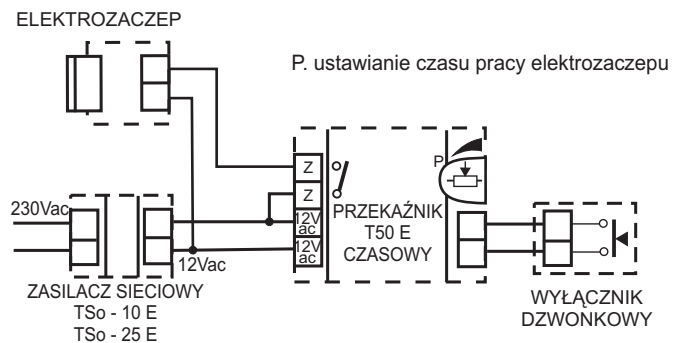 ELEKTROZACZEP
P. ustawianie czasu pracy elektrozaczepu
P
Z
Z
12V
ac
12V
ac
PRZEKAŹNIK
T50 E
CZASOWY
230Vac
12Vac
ZASILACZ SIECIOWY
TSo - 10 E
TSo - 25 E
WYŁĄCZNIK
DZWONKOWY